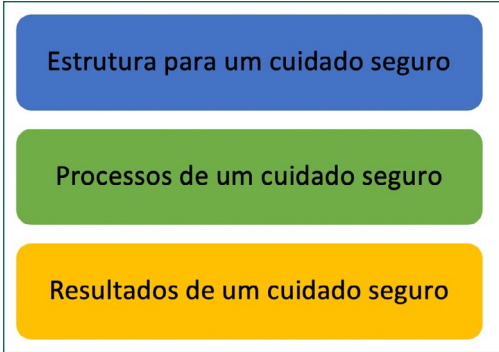 Estrutura para um cuidado seguro
Processos de um cuidado seguro
Resultados de um cuidado seguro